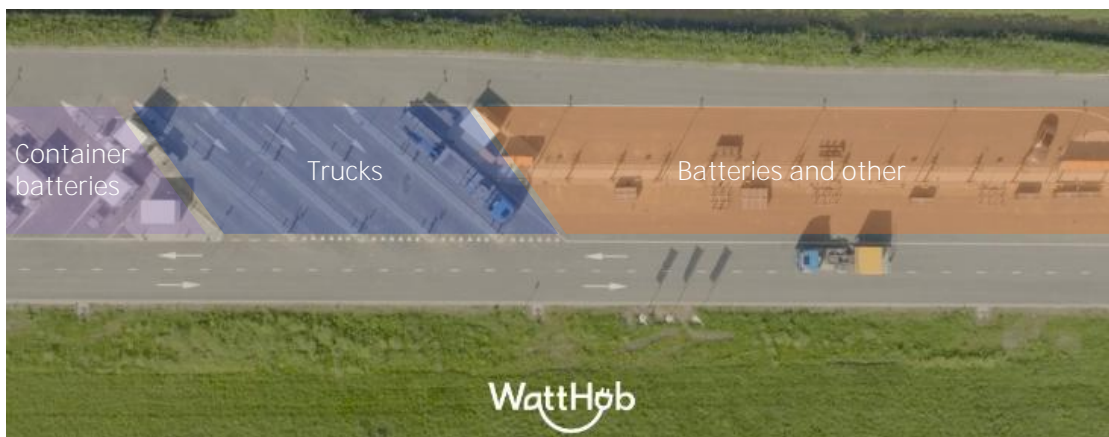 Container
batteries
Trucks
Batteries and other
WattHub